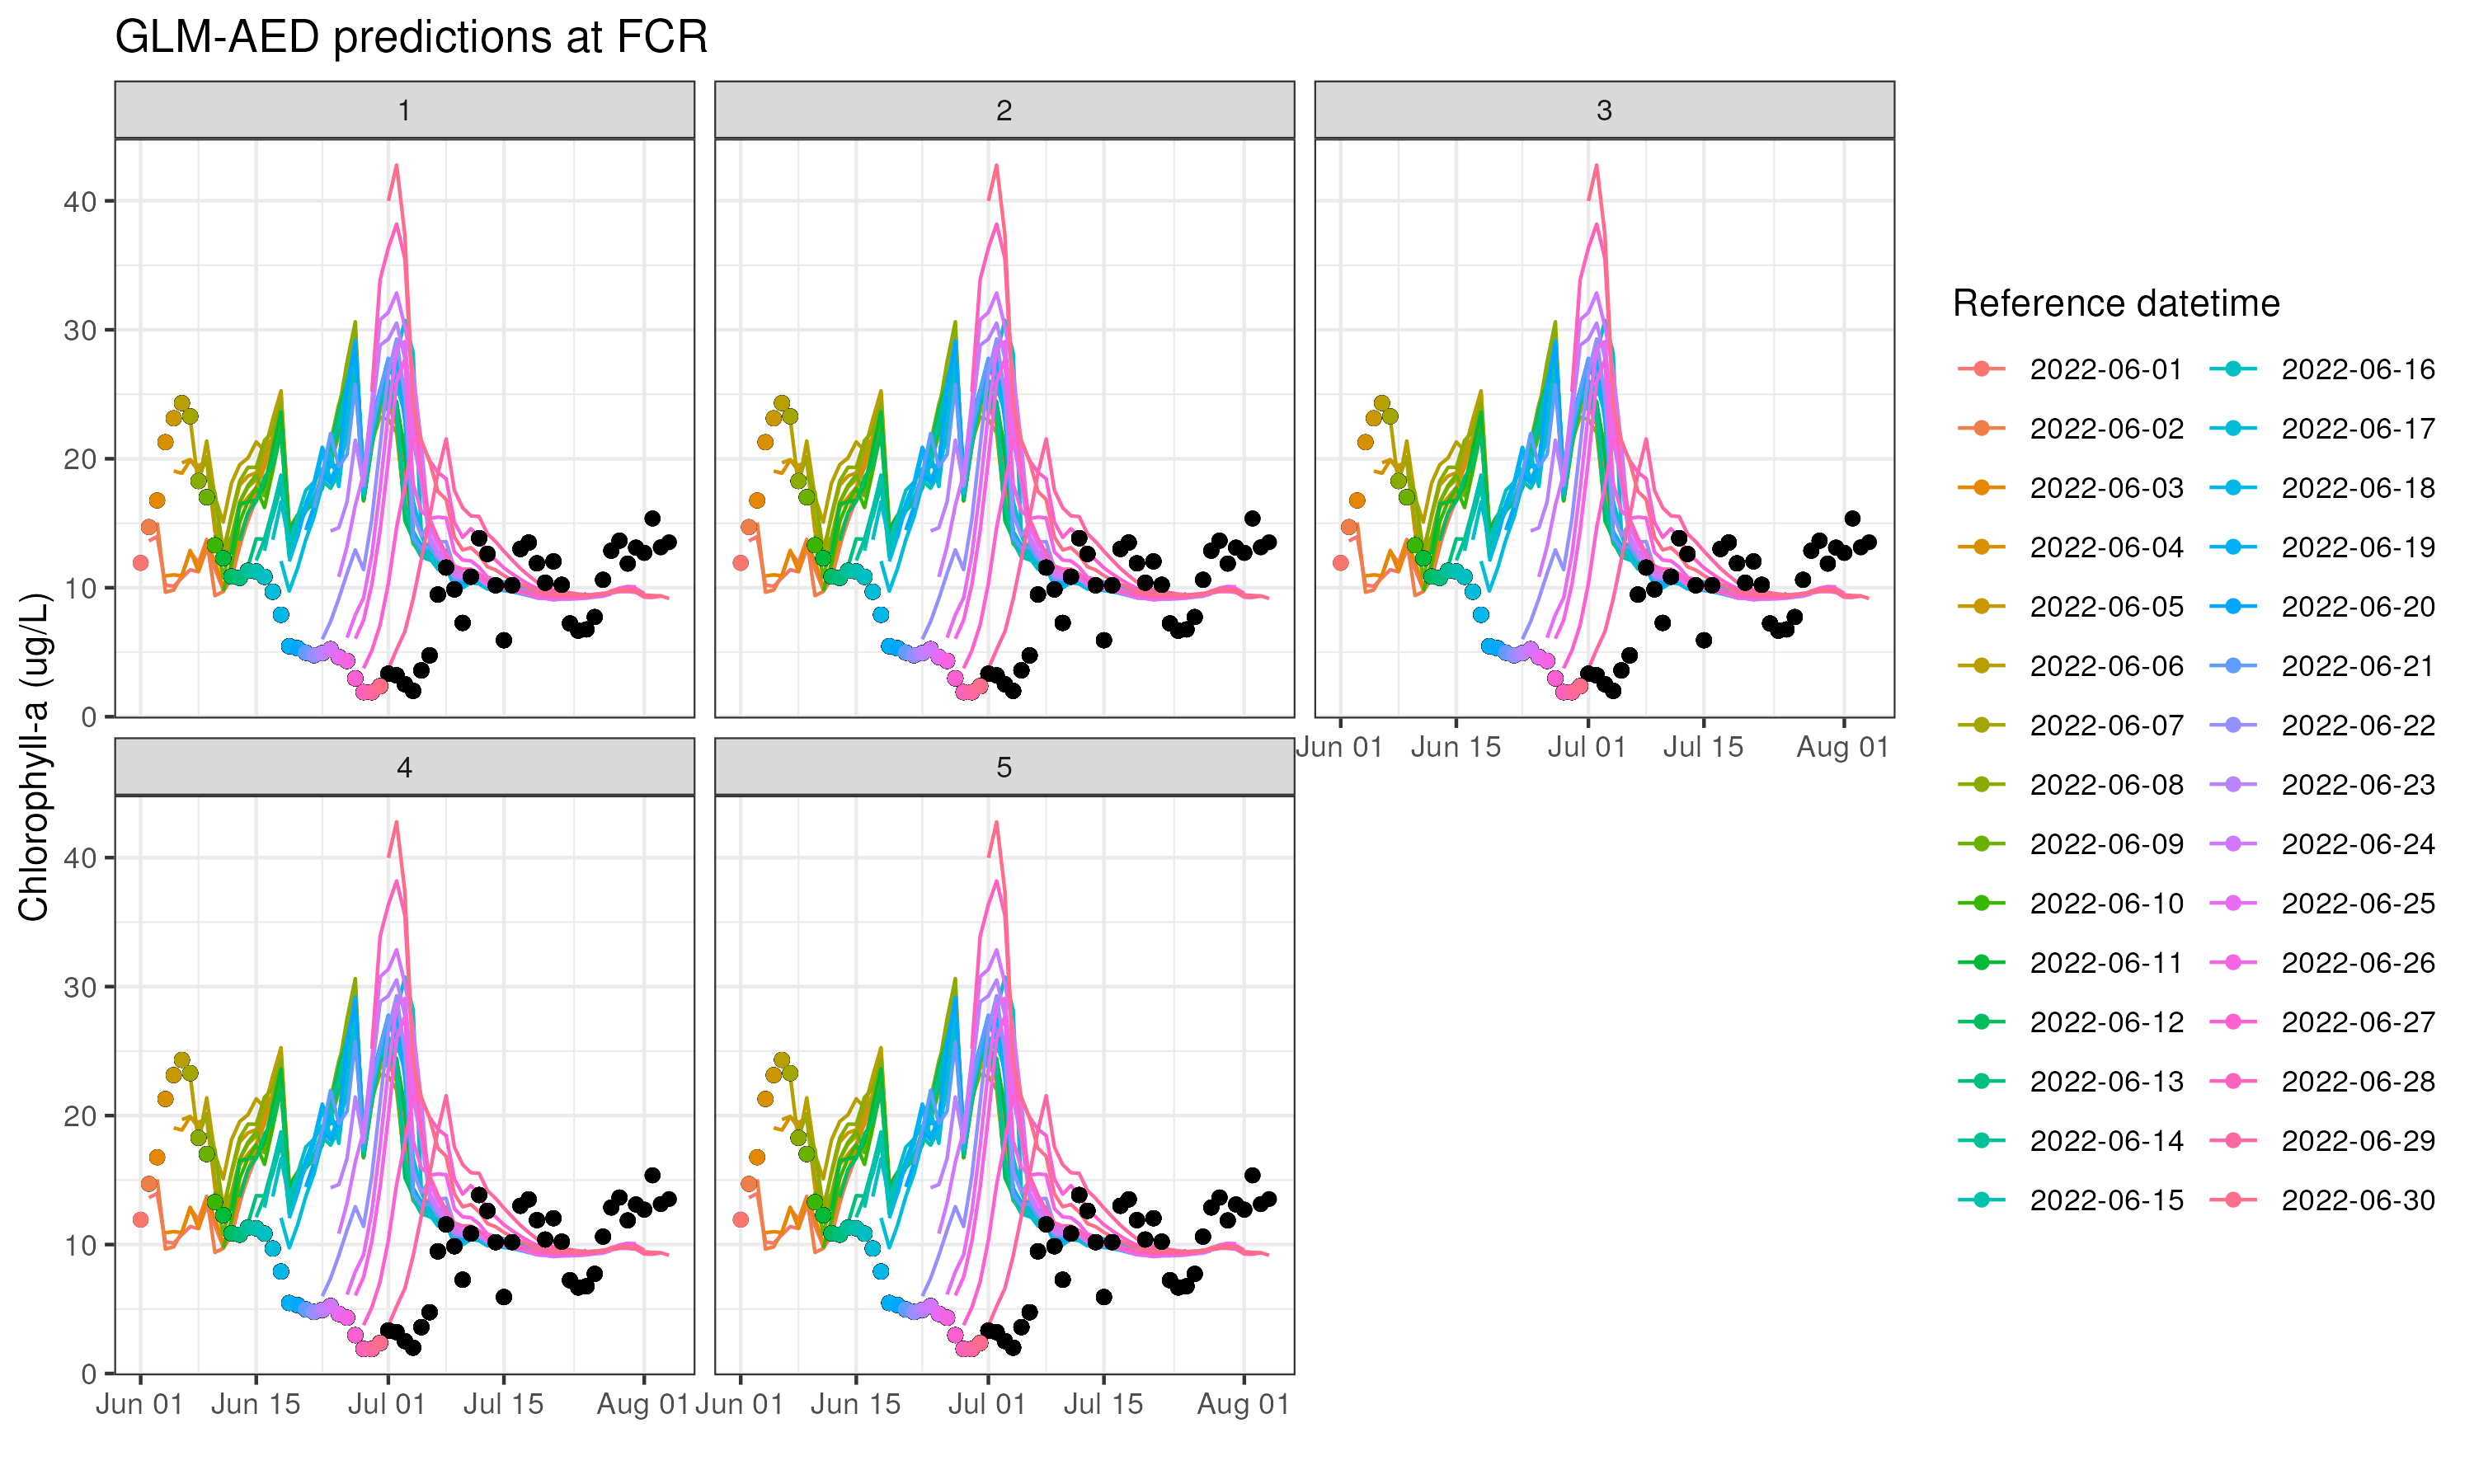 GLM-AED predictions at FCR
1
2
3
40
30
20
10
0
Jun 01
Jun 15
Jul 01
Jul 15
Aug 01
4
5
40
30
20
10
0
Jun 01
Jun 15
Jul 01
Jul 15
Aug 01
Jun 01
Jun 15
Jul 01
Jul 15
Aug 01
Chlorophyll-a (ug/L)
Reference datetime
2022-06-01
2022-06-02
2022-06-03
2022-06-04
2022-06-05
2022-06-06
2022-06-07
2022-06-08
2022-06-09
2022-06-10
2022-06-11
2022-06-12
2022-06-13
2022-06-14
2022-06-15
2022-06-16
2022-06-17
2022-06-18
2022-06-19
2022-06-20
2022-06-21
2022-06-22
2022-06-23
2022-06-24
2022-06-25
2022-06-26
2022-06-27
2022-06-28
2022-06-29
2022-06-30